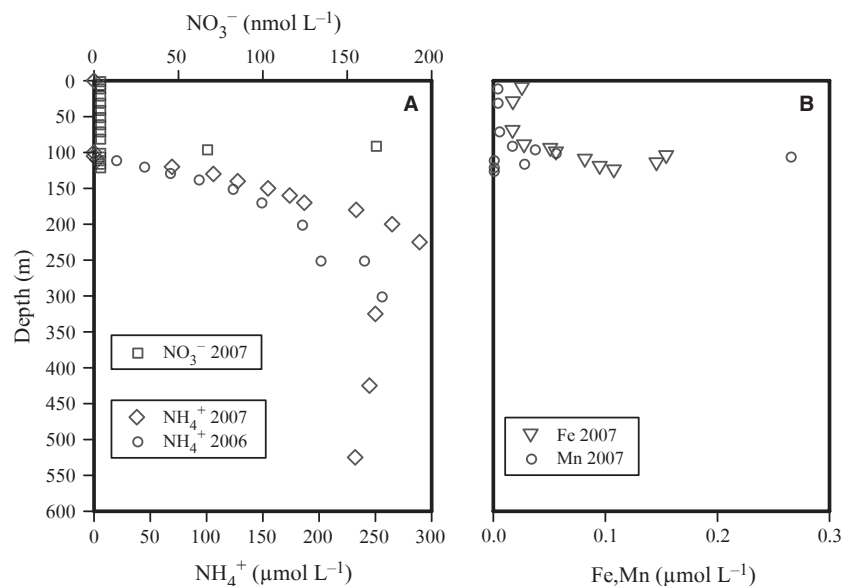 NO₃⁻ (nmol L⁻¹)
0 50 100 150 200
A
B
0
50
100
150
200
250
300
350
400
450
500
550
600
Depth (m)
NO₃⁻ 2007
NH₄⁺ 2007
NH₄⁺ 2006
Fe 2007
Mn 2007
0 50 100 150 200 250 300
NH₄⁺ (µmol L⁻¹)
0.0 0.1 0.2 0.3
Fe,Mn (µmol L⁻¹)